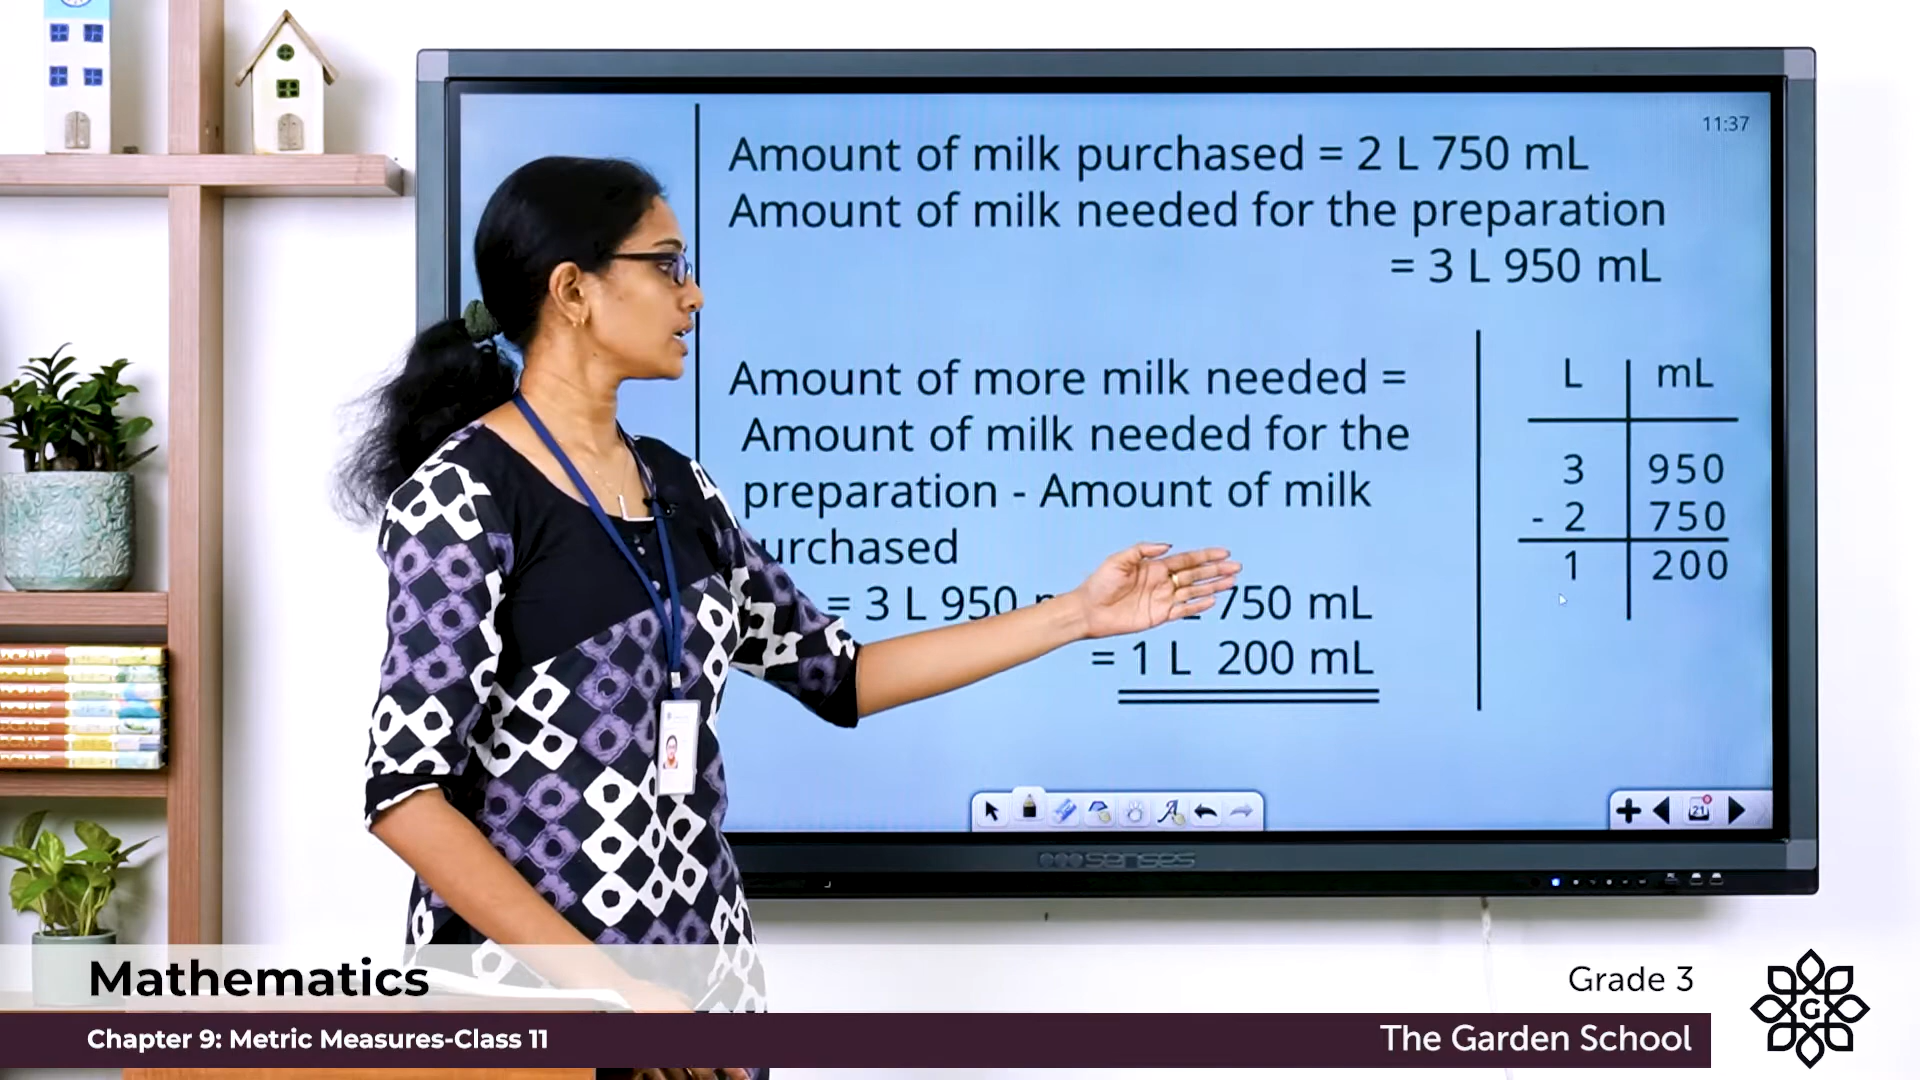 11:37
Amount of milk purchased = 2 L 750 mL
Amount of milk needed for the preparation
= 3 L 950 mL
Amount of more milk needed =
Amount of milk needed for the
preparation - Amount of milk
urchased
= 3 L 950 750 mL
= 1 L 200 mL
L mL
3 950
- 2 750
1 200
21
senses
Mathematics
Grade 3
Chapter 9: Metric Measures-Class 11
The Garden School
G